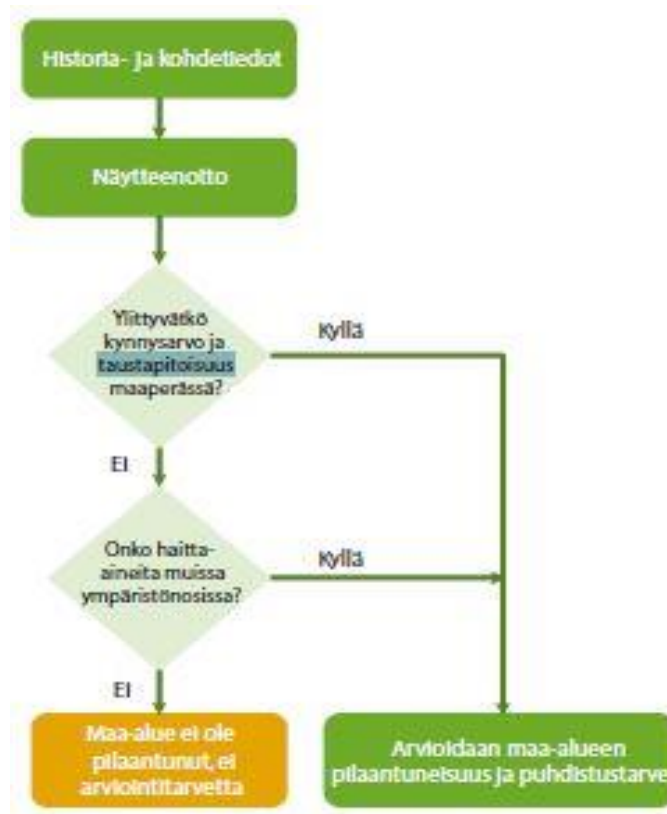 Historia- ja kohdetiedot
Näytteenotto
Ylittyvätkö
kynnysarvo ja
taustapitoisuus
maaperässä?
Kyllä
Ei
Onko haitta-
aineita muissa
ympäristönosissa?
Kyllä
Ei
Maa-alue ei ole
pilaantunut, ei
arviointitarvetta
Arvioidaan maa-alueen
pilaantuneisuus ja puhdistustarve